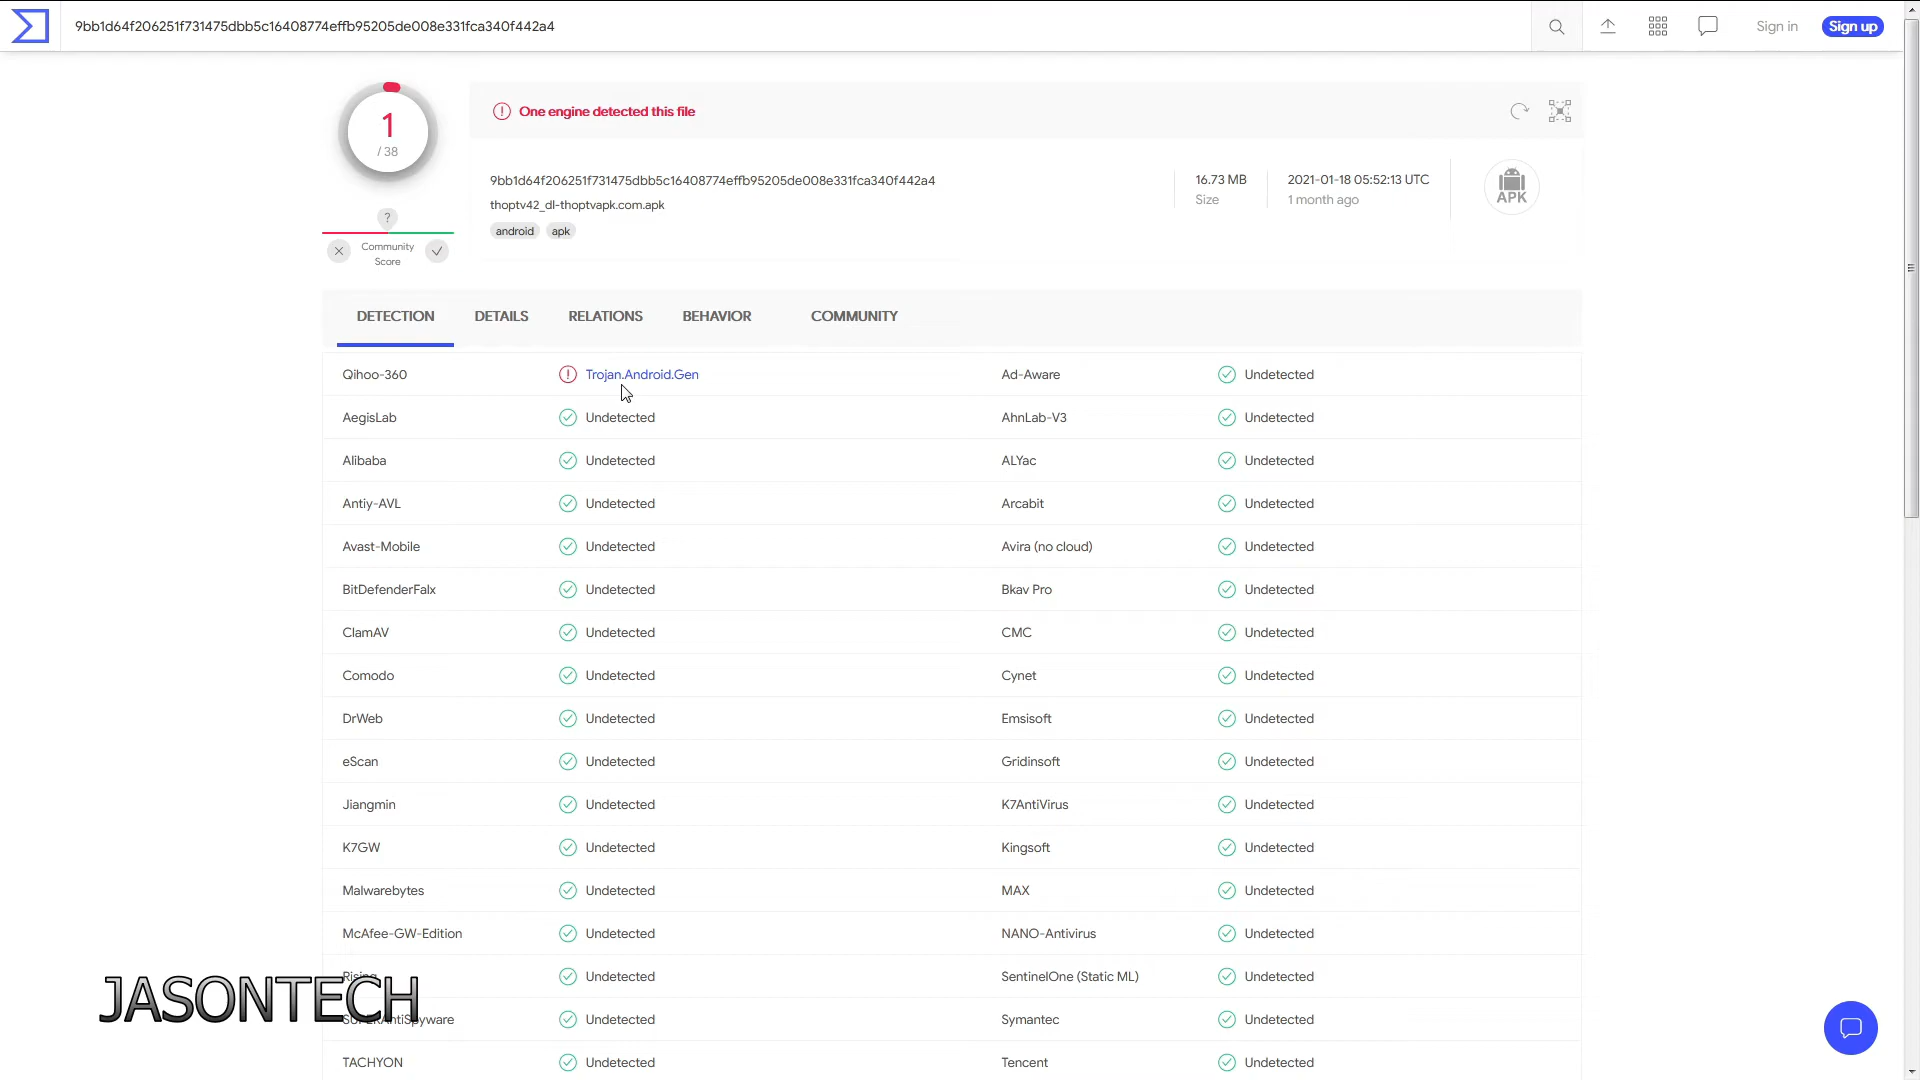 9bb1d64f206251f731475dbb5c16408774effb95205de008e331fca340f442a4
Sign in
Sign up
1
/ 38
One engine detected this file
9bb1d64f206251f731475dbb5c16408774effb95205de008e331fca340f442a4
thoptv42_dl-thoptvapk.com.apk
android apk
16.73 MB
Size
2021-01-18 05:52:13 UTC
1 month ago
APK
?
Community
Score
DETECTION DETAILS RELATIONS BEHAVIOR COMMUNITY
Qihoo-360 Trojan.Android.Gen Ad-Aware Undetected
AegisLab Undetected AhnLab-V3 Undetected
Alibaba Undetected ALYac Undetected
Antiy-AVL Undetected Arcabit Undetected
Avast-Mobile Undetected Avira (no cloud) Undetected
BitDefenderFalx Undetected Bkav Pro Undetected
ClamAV Undetected CMC Undetected
Comodo Undetected Cynet Undetected
DrWeb Undetected Emsisoft Undetected
eScan Undetected Gridinsoft Undetected
Jiangmin Undetected K7AntiVirus Undetected
K7GW Undetected Kingsoft Undetected
Malwarebytes Undetected MAX Undetected
McAfee-GW-Edition Undetected NANO-Antivirus Undetected
Rising Undetected SentinelOne (Static ML) Undetected
JASONTECH
SUPERAntiSpyware Undetected Symantec Undetected
TACHYON Undetected Tencent Undetected